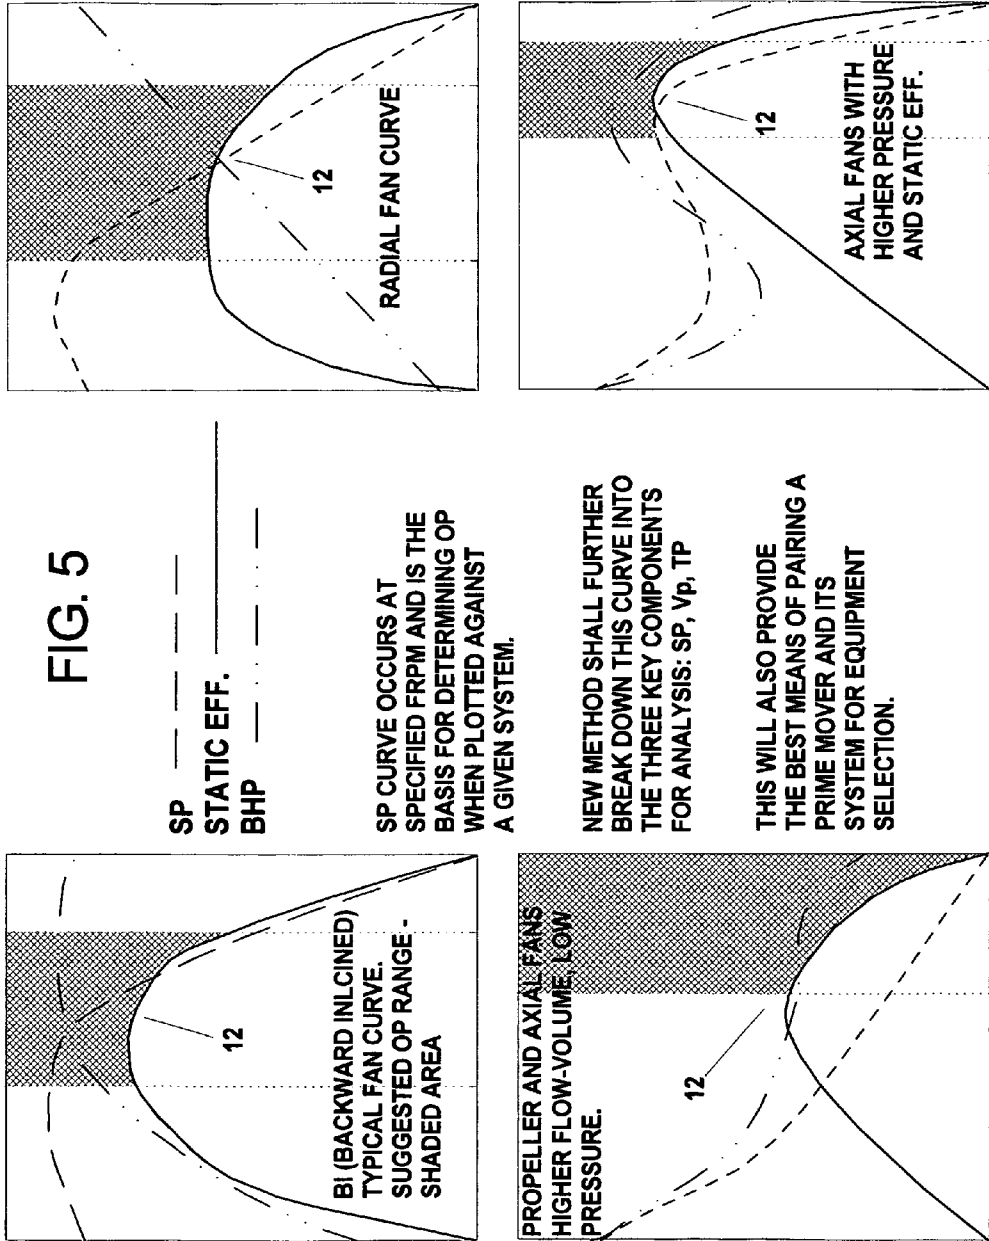 FIG. 5
SP
STATIC EFF.
BHP
SP CURVE OCCURS AT
SPECIFIED FRPM AND IS THE
BASIS FOR DETERMINING OP
WHEN PLOTTED AGAINST
A GIVEN SYSTEM.
NEW METHOD SHALL FURTHER
BREAK DOWN THIS CURVE INTO
THE THREE KEY COMPONENTS
FOR ANALYSIS: SP, Vp, TP
THIS WILL ALSO PROVIDE
THE BEST MEANS OF PAIRING A
PRIME MOVER AND ITS
SYSTEM FOR EQUIPMENT
SELECTION.
12
BI (BACKWARD INLCINED)
TYPICAL FAN CURVE.
SUGGESTED OP RANGE -
SHADED AREA
12
RADIAL FAN CURVE
PROPELLER AND AXIAL FANS
HIGHER FLOW-VOLUME, LOW
PRESSURE.
12
12
AXIAL FANS WITH
HIGHER PRESSURE
AND STATIC EFF.